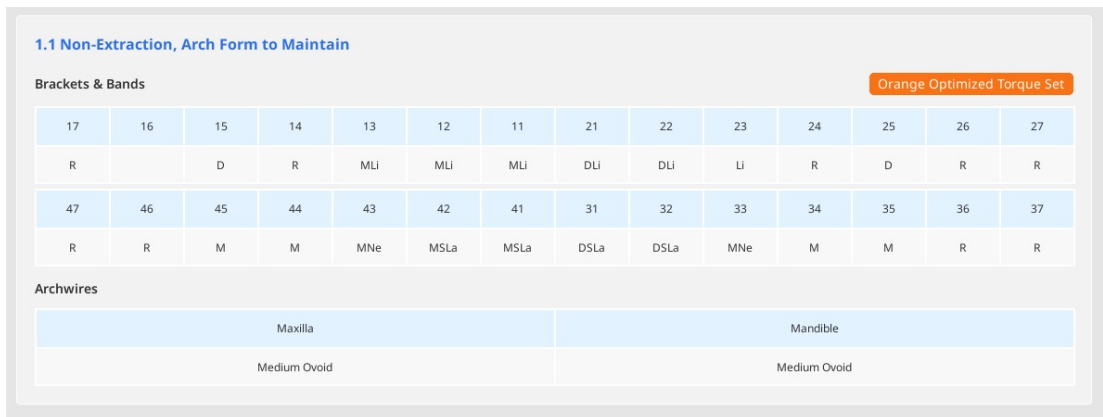 1.1 Non-Extraction, Arch Form to Maintain
Brackets & Bands Orange Optimized Torque Set
17 16 15 14 13 12 11 21 22 23 24 25 26 27
R D R MLi MLi MLi DLi DLi Li R D R R
47 46 45 44 43 42 41 31 32 33 34 35 36 37
R R M M MNe MSLa MSLa DSLa DSLa MNe M M R R
Archwires
Maxilla Mandible
Medium Ovoid Medium Ovoid